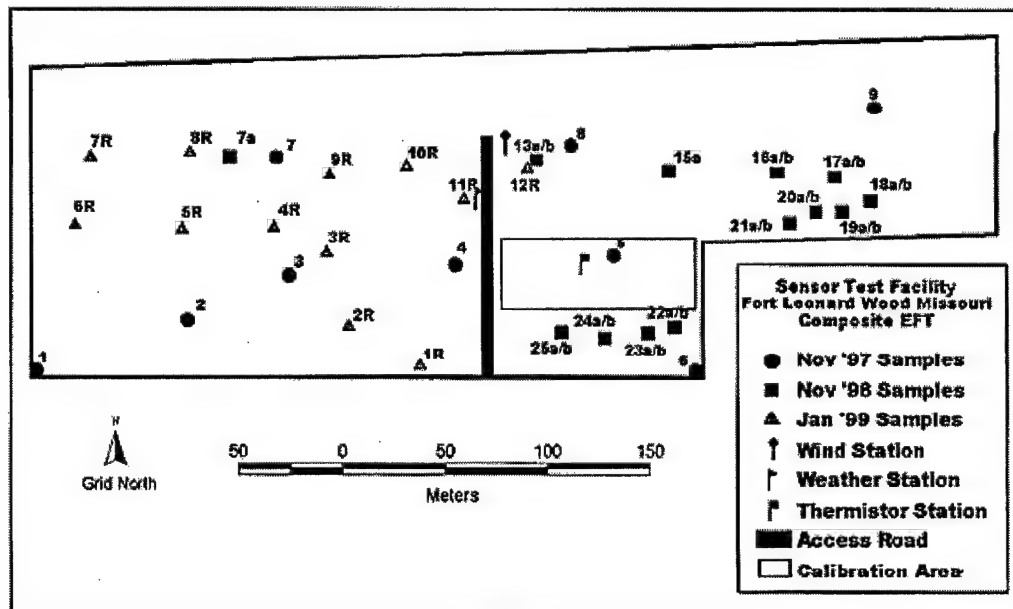 9
7R
8R
7a
7
9R
10R
13a/b
8
12R
15a
16a/b
17a/b
11R
18a/b
20a/b
19a/b
21a/b
6R
5R
4R
3R
3
4
5
2
2R
1
1R
24a/b
22a/b
25a/b
23a/b
6
N
Grid North
50 0 50 100 150
Meters
Sensor Test Facility
Fort Leonard Wood Missouri
Composite EFT
Nov '97 Samples
Nov '98 Samples
Jan '99 Samples
Wind Station
Weather Station
Thermistor Station
Access Road
Calibration Area